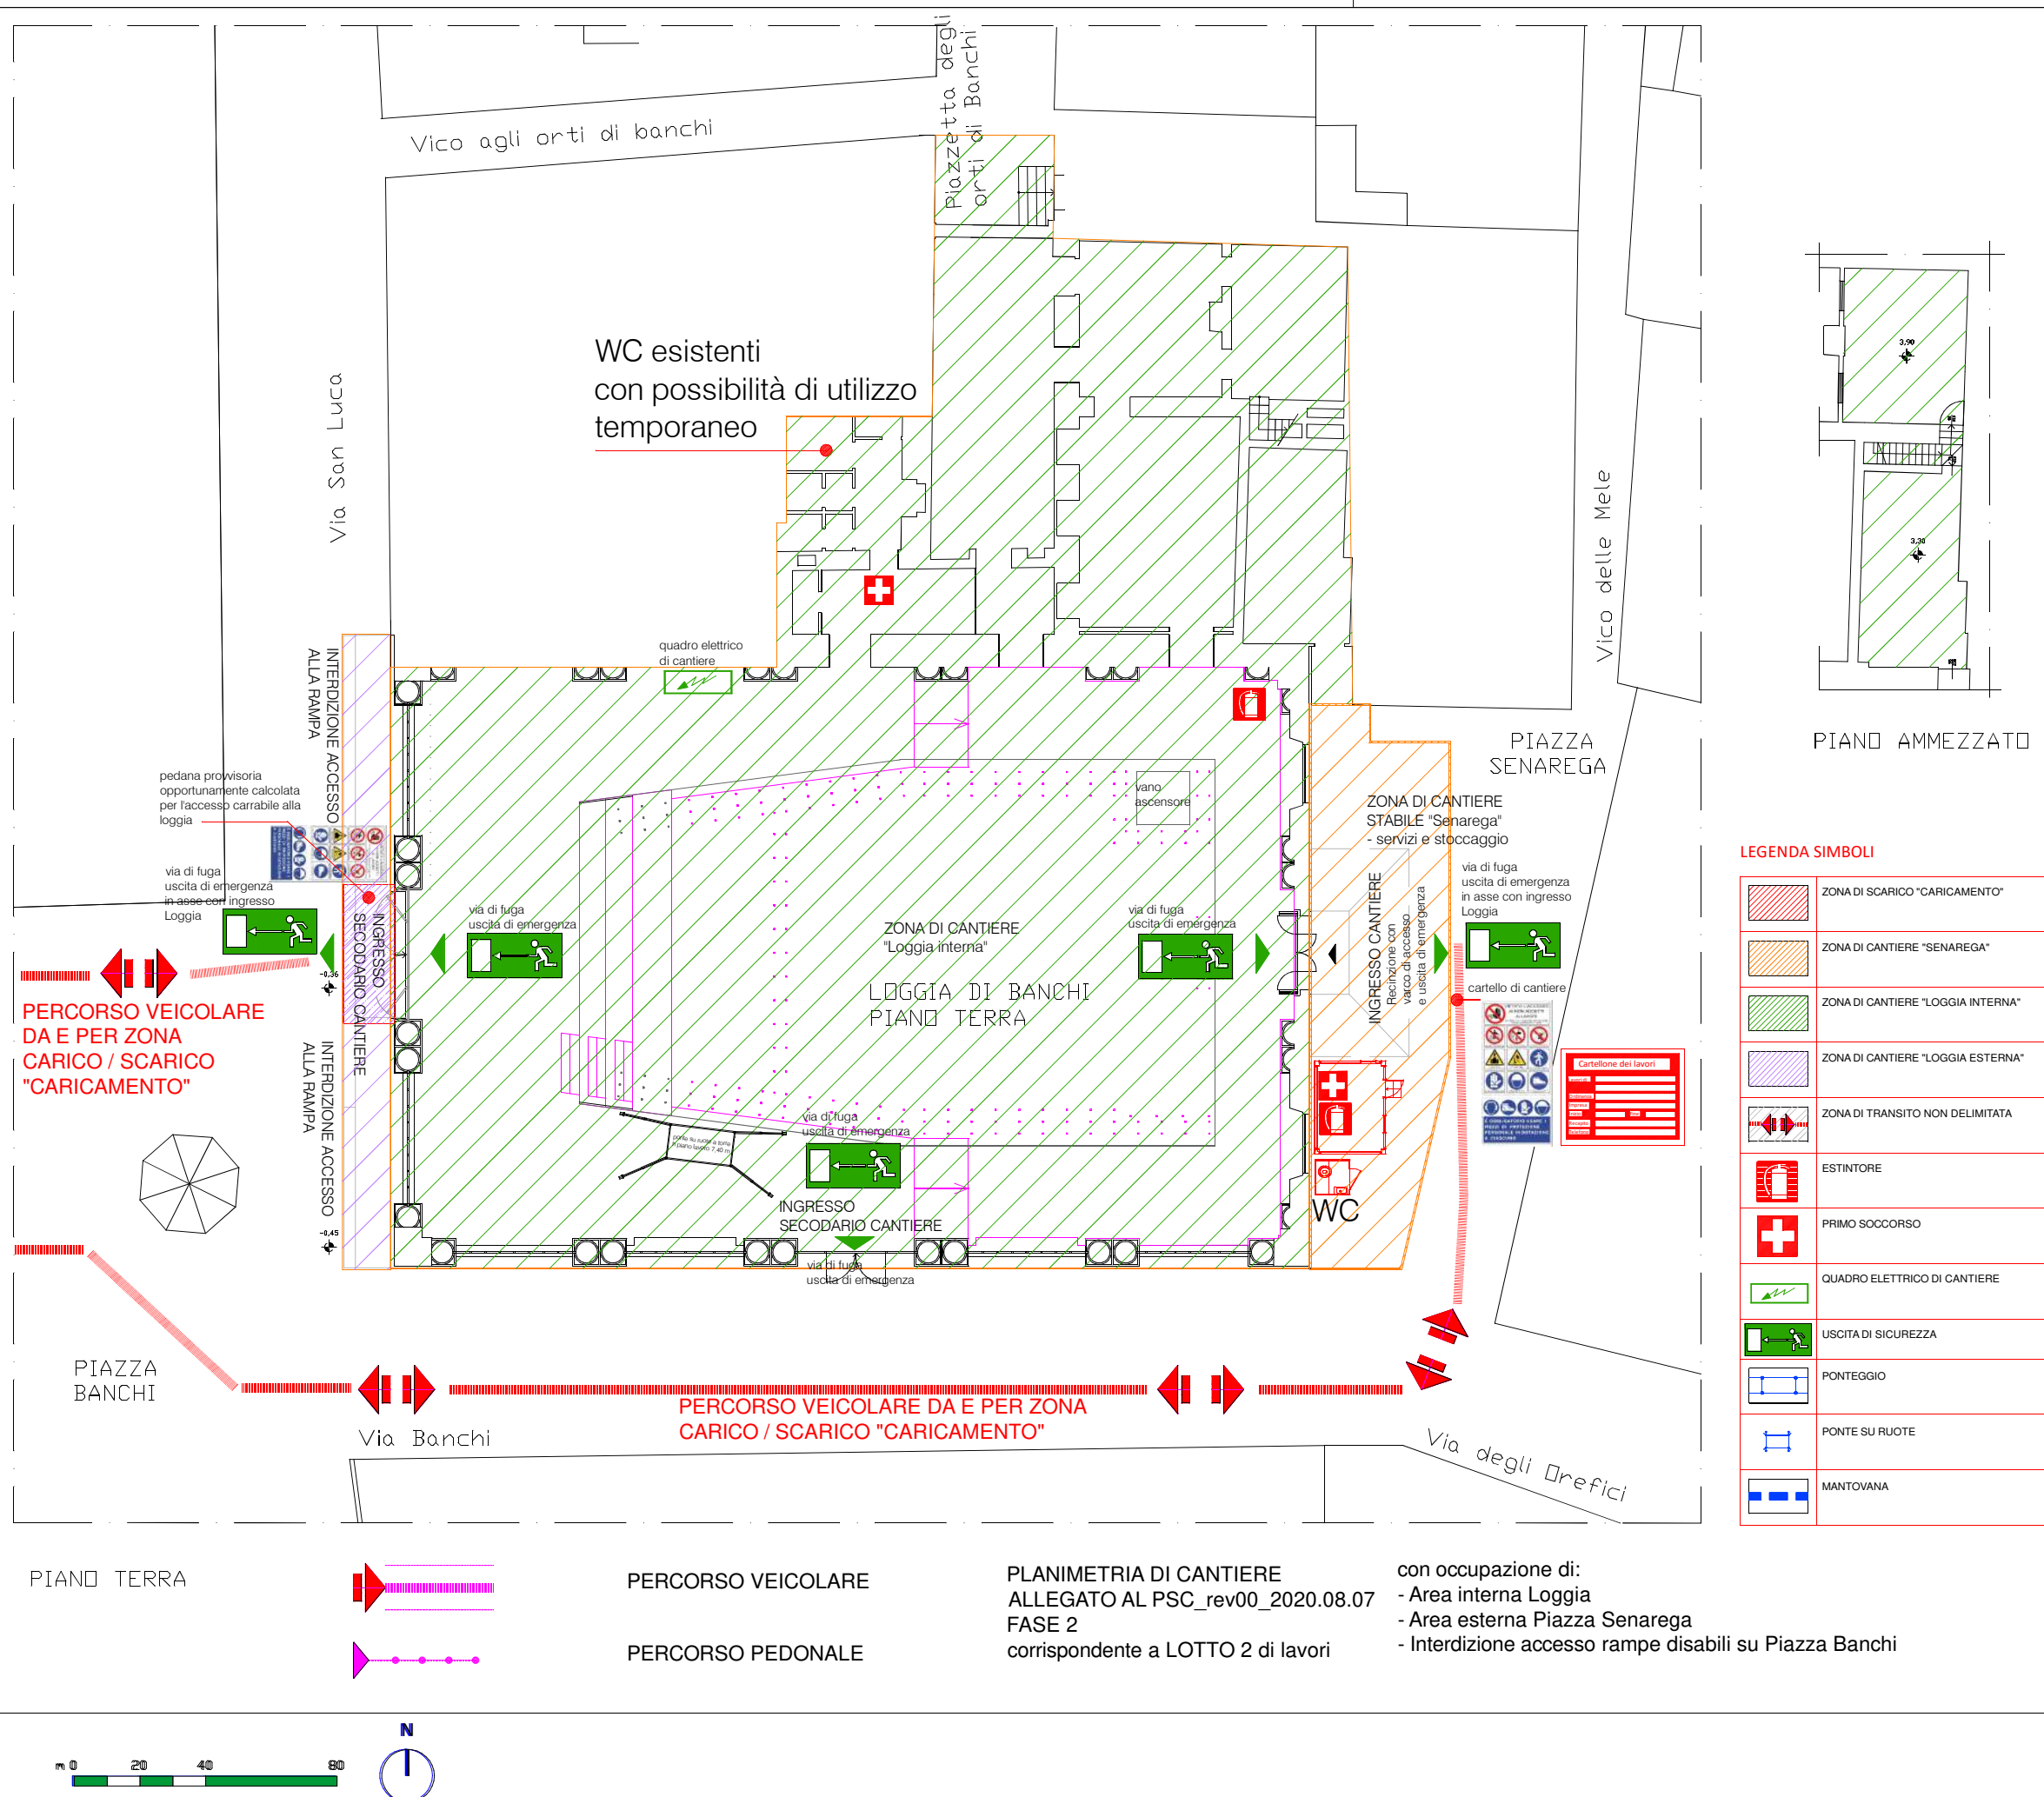 Piazzetta degli
orti di Banchi
Vico agli orti di banchi
WC esistenti
con possibilità di utilizzo
temporaneo
Via San Luca
Vico delle Mele
3,90
3,30
PIANO AMMEZZATO
quadro elettrico
di cantiere
INTERDIZIONE ACCESSO
ALLA RAMPA
pedana provvisoria
opportunamente calcolata
per l'accesso carrabile alla
loggia
via di fuga
uscita di emergenza
in asse con ingresso
Loggia
INGRESSO
SECODARIO CANTIERE
-0,36
PERCORSO VEICOLARE
DA E PER ZONA
CARICO / SCARICO
"CARICAMENTO"
INTERDIZIONE ACCESSO
ALLA RAMPA
-0,45
via di fuga
uscita di emergenza
vano
ascensore
ZONA DI CANTIERE
"Loggia interna"
LOGGIA DI BANCHI
PIANO TERRA
via di fuga
uscita di emergenza
PIAZZA
SENAREGA
ZONA DI CANTIERE
STABILE "Senarega"
- servizi e stoccaggio
INGRESSO CANTIERE
Recinzione con
varco di accesso
e uscita di emergenza
via di fuga
uscita di emergenza
in asse con ingresso
Loggia
cartello di cantiere
Cartellone dei lavori
ponte su ruote a torre
via di fuga
uscita di emergenza
INGRESSO
SECODARIO CANTIERE
via di fuga
uscita di emergenza
WC
PIAZZA
BANCHI
Via Banchi
PERCORSO VEICOLARE DA E PER ZONA
CARICO / SCARICO "CARICAMENTO"
Via degli Orefici
LEGENDA SIMBOLI
ZONA DI SCARICO "CARICAMENTO"
ZONA DI CANTIERE "SENAREGA"
ZONA DI CANTIERE "LOGGIA INTERNA"
ZONA DI CANTIERE "LOGGIA ESTERNA"
ZONA DI TRANSITO NON DELIMITATA
ESTINTORE
PRIMO SOCCORSO
QUADRO ELETTRICO DI CANTIERE
USCITA DI SICUREZZA
PONTEGGIO
PONTE SU RUOTE
MANTOVANA
PIANO TERRA
PERCORSO VEICOLARE
PERCORSO PEDONALE
PLANIMETRIA DI CANTIERE
ALLEGATO AL PSC_rev00_2020.08.07
FASE 2
corrispondente a LOTTO 2 di lavori
con occupazione di:
- Area interna Loggia
- Area esterna Piazza Senarega
- Interdizione accesso rampe disabili su Piazza Banchi
m 0 20 40 80
N